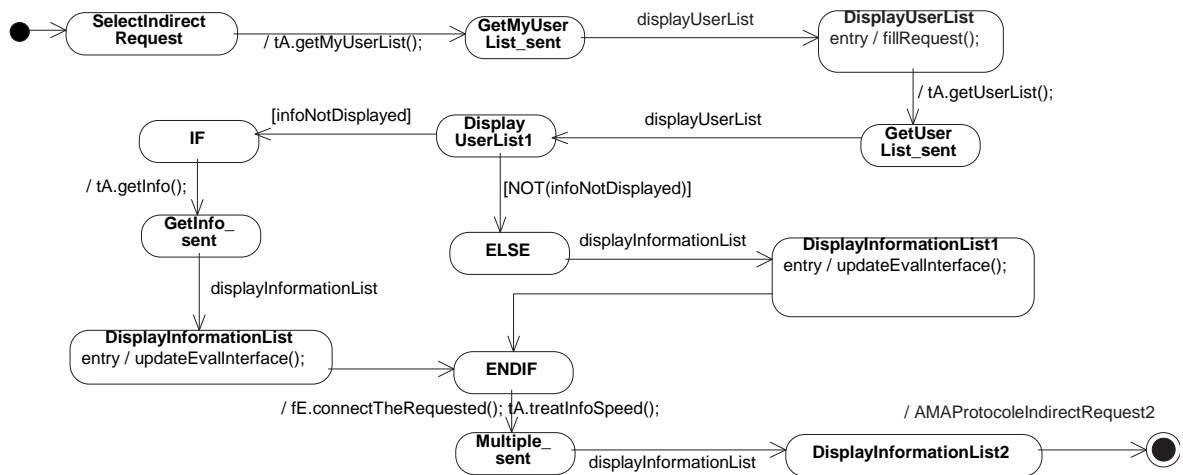 SelectIndirect
Request
/ tA.getMyUserList();
GetMyUser
List_sent
displayUserList
DisplayUserList
entry / fillRequest();
/ tA.getUserList();
GetUser
List_sent
displayUserList
Display
UserList1
[infoNotDisplayed]
IF
/ tA.getInfo();
GetInfo_
sent
displayInformationList
DisplayInformationList
entry / updateEvalInterface();
[NOT(infoNotDisplayed)]
ELSE
displayInformationList
DisplayInformationList1
entry / updateEvalInterface();
ENDIF
/ fE.connectTheRequested(); tA.treatInfoSpeed();
Multiple_
sent
displayInformationList
DisplayInformationList2
/ AMAProtocoleIndirectRequest2